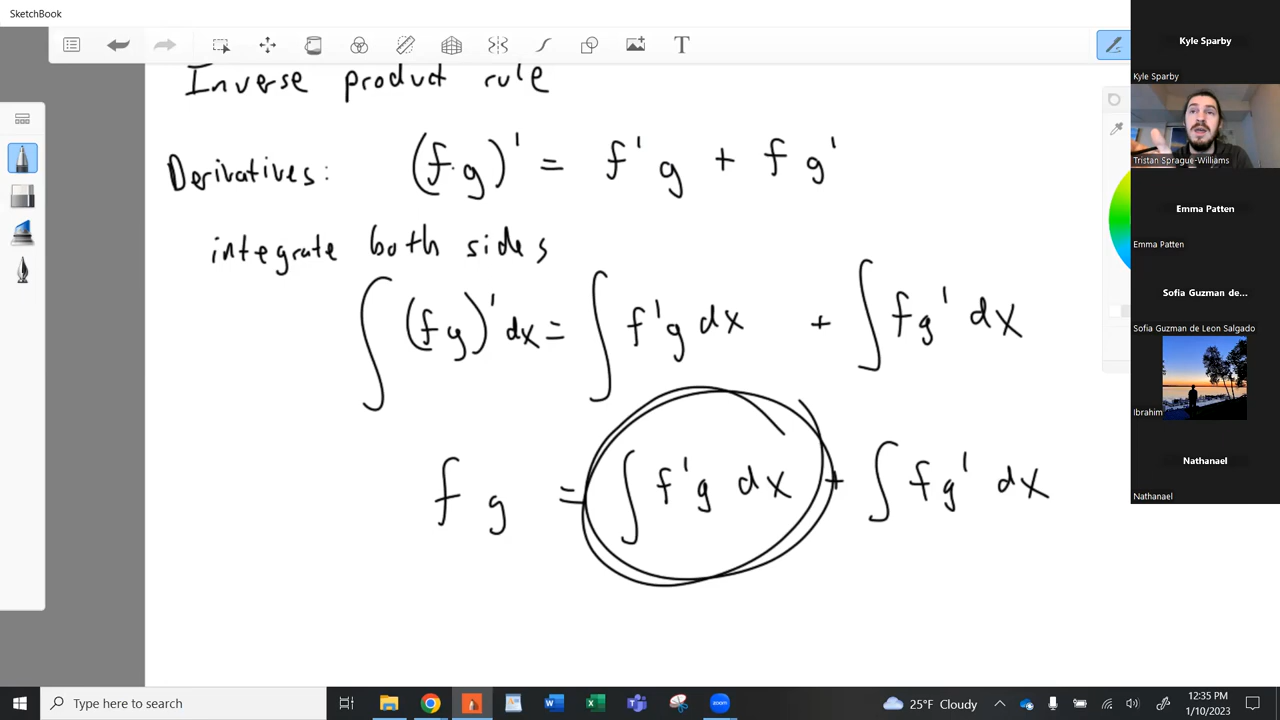 SketchBook
Inverse product rule
Derivatives: (f·g)' = f'g + fg'
integrate both sides
∫(fg)'dx = ∫f'g dx + ∫fg' dx
fg = ∫f'g dx + ∫fg' dx
Kyle Sparby
Kyle Sparby
Tristan Sprague-Williams
Emma Patten
Emma Patten
Sofia Guzman de...
Sofia Guzman de Leon Salgado
Ibrahim
Nathanael
Nathanael
Type here to search
zoom
25°F Cloudy
12:35 PM
1/10/2023